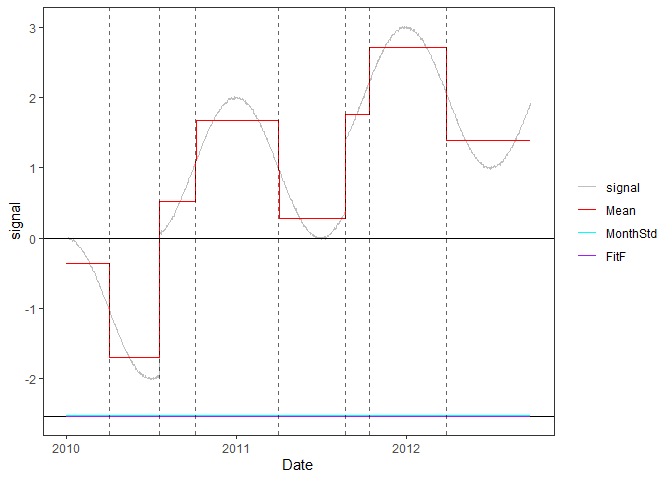 3
2
1
0
-1
-2
signal
2010 2011 2012
Date
signal
Mean
MonthStd
FitF